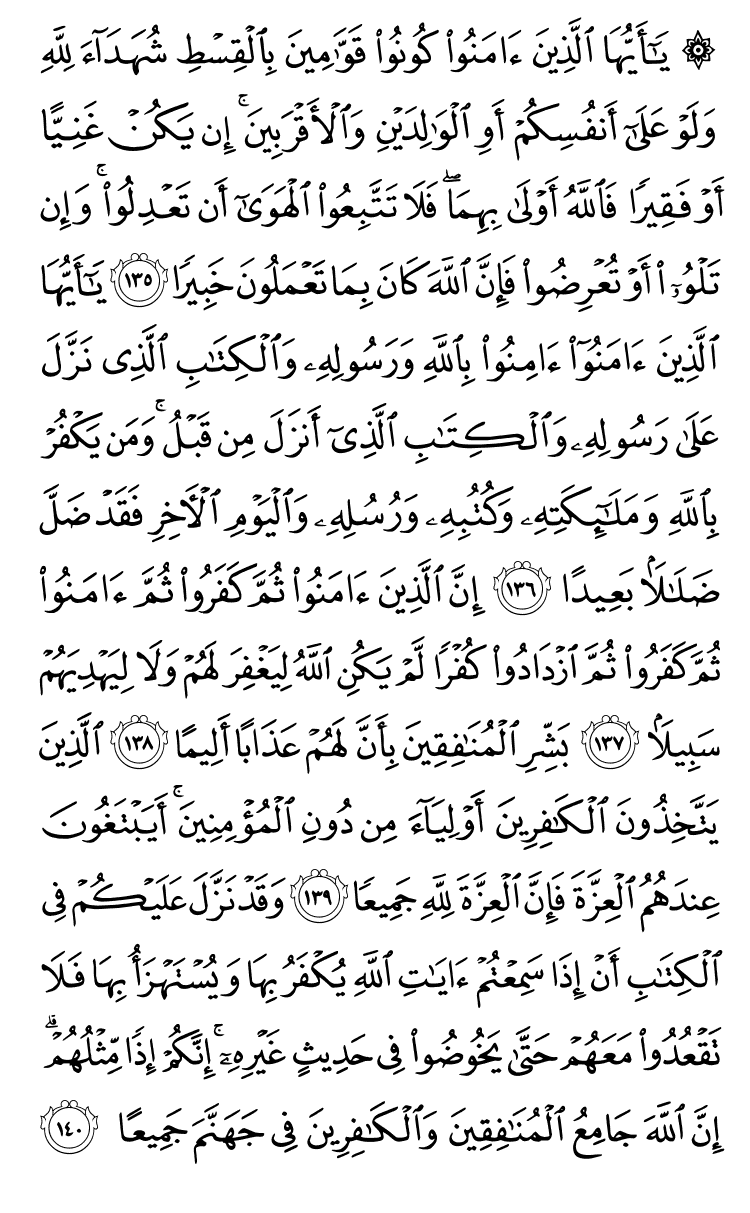 ۞ يَـٰٓأَيُّهَا ٱلَّذِينَ ءَامَنُوا۟ كُونُوا۟ قَوَّٰمِينَ بِٱلْقِسْطِ شُهَدَآءَ لِلَّهِ
وَلَوْ عَلَىٰٓ أَنفُسِكُمْ أَوِ ٱلْوَٰلِدَيْنِ وَٱلْأَقْرَبِينَ ۚ إِن يَكُنْ غَنِيًّا
أَوْ فَقِيرًا فَٱللَّهُ أَوْلَىٰ بِهِمَا ۖ فَلَا تَتَّبِعُوا۟ ٱلْهَوَىٰٓ أَن تَعْدِلُوا۟ ۚ وَإِن
تَلْوُۥٓا۟ أَوْ تُعْرِضُوا۟ فَإِنَّ ٱللَّهَ كَانَ بِمَا تَعْمَلُونَ خَبِيرًا ١٣٥ يَـٰٓأَيُّهَا
ٱلَّذِينَ ءَامَنُوٓا۟ ءَامِنُوا۟ بِٱللَّهِ وَرَسُولِهِۦ وَٱلْكِتَـٰبِ ٱلَّذِى نَزَّلَ
عَلَىٰ رَسُولِهِۦ وَٱلْكِتَـٰبِ ٱلَّذِىٓ أَنزَلَ مِن قَبْلُ ۚ وَمَن يَكْفُرْ
بِٱللَّهِ وَمَلَـٰٓئِكَتِهِۦ وَكُتُبِهِۦ وَرُسُلِهِۦ وَٱلْيَوْمِ ٱلْـَٔاخِرِ فَقَدْ ضَلَّ
ضَلَـٰلًۢا بَعِيدًا ١٣٦ إِنَّ ٱلَّذِينَ ءَامَنُوا۟ ثُمَّ كَفَرُوا۟ ثُمَّ ءَامَنُوا۟
ثُمَّ كَفَرُوا۟ ثُمَّ ٱزْدَادُوا۟ كُفْرًا لَّمْ يَكُنِ ٱللَّهُ لِيَغْفِرَ لَهُمْ وَلَا لِيَهْدِيَهُمْ
سَبِيلًۢا ١٣٧ بَشِّرِ ٱلْمُنَـٰفِقِينَ بِأَنَّ لَهُمْ عَذَابًا أَلِيمًا ١٣٨ ٱلَّذِينَ
يَتَّخِذُونَ ٱلْكَـٰفِرِينَ أَوْلِيَآءَ مِن دُونِ ٱلْمُؤْمِنِينَ ۚ أَيَبْتَغُونَ
عِندَهُمُ ٱلْعِزَّةَ فَإِنَّ ٱلْعِزَّةَ لِلَّهِ جَمِيعًا ١٣٩ وَقَدْ نَزَّلَ عَلَيْكُمْ فِى
ٱلْكِتَـٰبِ أَنْ إِذَا سَمِعْتُمْ ءَايَـٰتِ ٱللَّهِ يُكْفَرُ بِهَا وَيُسْتَهْزَأُ بِهَا فَلَا
تَقْعُدُوا۟ مَعَهُمْ حَتَّىٰ يَخُوضُوا۟ فِى حَدِيثٍ غَيْرِهِۦٓ ۚ إِنَّكُمْ إِذًا مِّثْلُهُمْ ۗ
إِنَّ ٱللَّهَ جَامِعُ ٱلْمُنَـٰفِقِينَ وَٱلْكَـٰفِرِينَ فِى جَهَنَّمَ جَمِيعًا ١٤٠